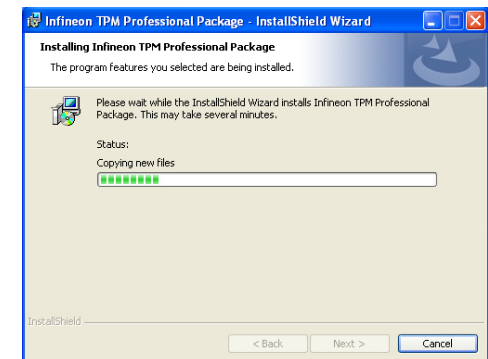 Infineon TPM Professional Package - InstallShield Wizard
Installing Infineon TPM Professional Package
The program features you selected are being installed.
Please wait while the InstallShield Wizard installs Infineon TPM Professional
Package. This may take several minutes.
Status:
Copying new files
InstallShield
< Back Next > Cancel